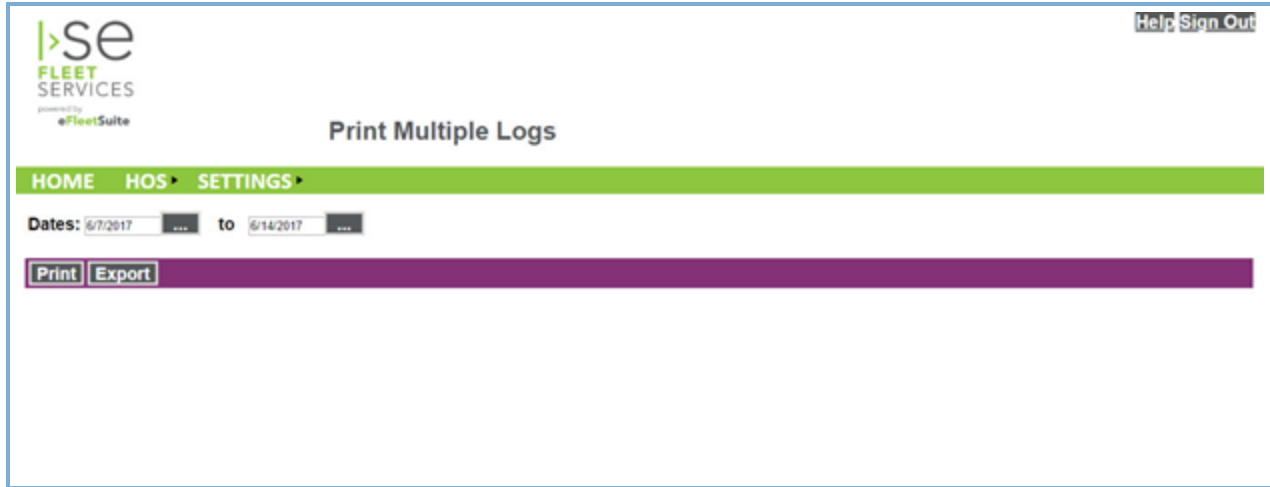 Help Sign Out
|>se
FLEET
SERVICES
powered by
eFleetSuite
Print Multiple Logs
HOME HOS SETTINGS
Dates: 6/7/2017 ... to 6/14/2017 ...
Print Export